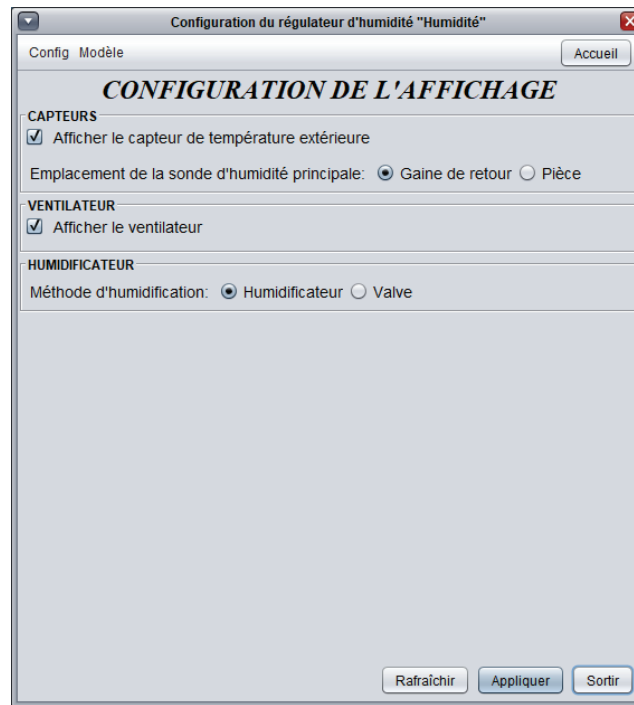 Configuration du régulateur d'humidité "Humidité"
Config Modèle Accueil
CONFIGURATION DE L'AFFICHAGE
CAPTEURS
Afficher le capteur de température extérieure
Emplacement de la sonde d'humidité principale: Gaine de retour Pièce
VENTILATEUR
Afficher le ventilateur
HUMIDIFICATEUR
Méthode d'humidification: Humidificateur Valve
Rafraîchir Appliquer Sortir